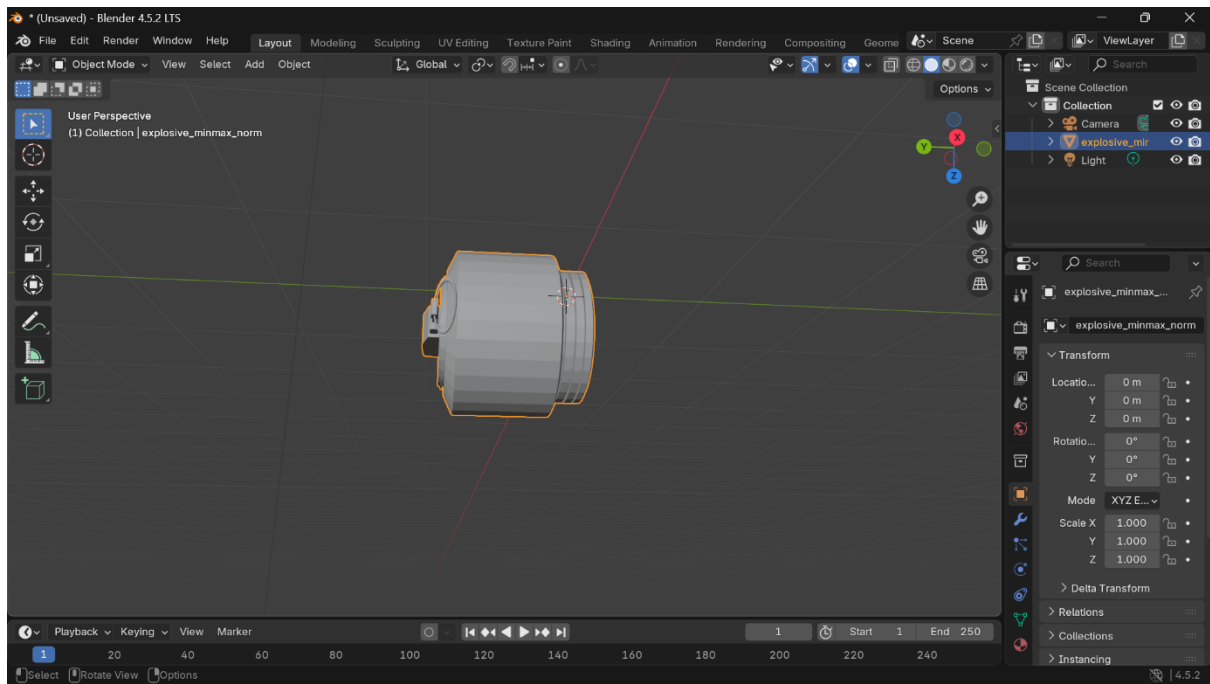 * (Unsaved) - Blender 4.5.2 LTS
File Edit Render Window Help Layout Modeling Sculpting UV Editing Texture Paint Shading Animation Rendering Compositing Geome Scene ViewLayer
Object Mode View Select Add Object Global Search
Options
Scene Collection
User Perspective
Collection
(1) Collection | explosive_minmax_norm
Camera
explosive_mir
Light
X
Y
Z
Search
explosive_minmax_...
explosive_minmax_norm
Transform
Locatio... 0 m
Y 0 m
Z 0 m
Rotatio... 0°
Y 0°
Z 0°
Mode XYZ E...
Scale X 1.000
Y 1.000
Z 1.000
Delta Transform
Relations
Collections
Instancing
Playback Keying View Marker 1 Start 1 End 250
1 20 40 60 80 100 120 140 160 180 200 220 240
Select Rotate View Options 4.5.2